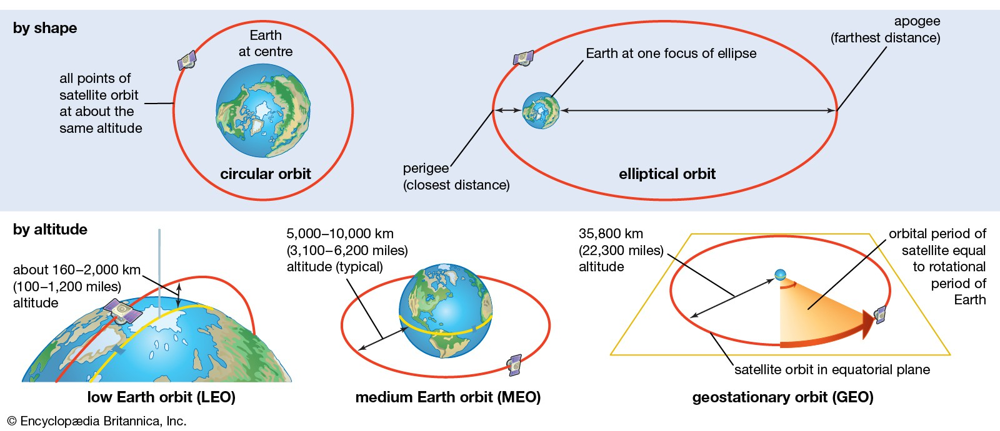 by shape
Earth
at centre
all points of
satellite orbit
at about the
same altitude
circular orbit
apogee
(farthest distance)
Earth at one focus of ellipse
perigee
(closest distance)
elliptical orbit
by altitude
about 160–2,000 km
(100–1,200 miles)
altitude
low Earth orbit (LEO)
5,000–10,000 km
(3,100–6,200 miles)
altitude (typical)
medium Earth orbit (MEO)
35,800 km
(22,300 miles)
altitude
orbital period of
satellite equal
to rotational
period of
Earth
satellite orbit in equatorial plane
geostationary orbit (GEO)
© Encyclopædia Britannica, Inc.